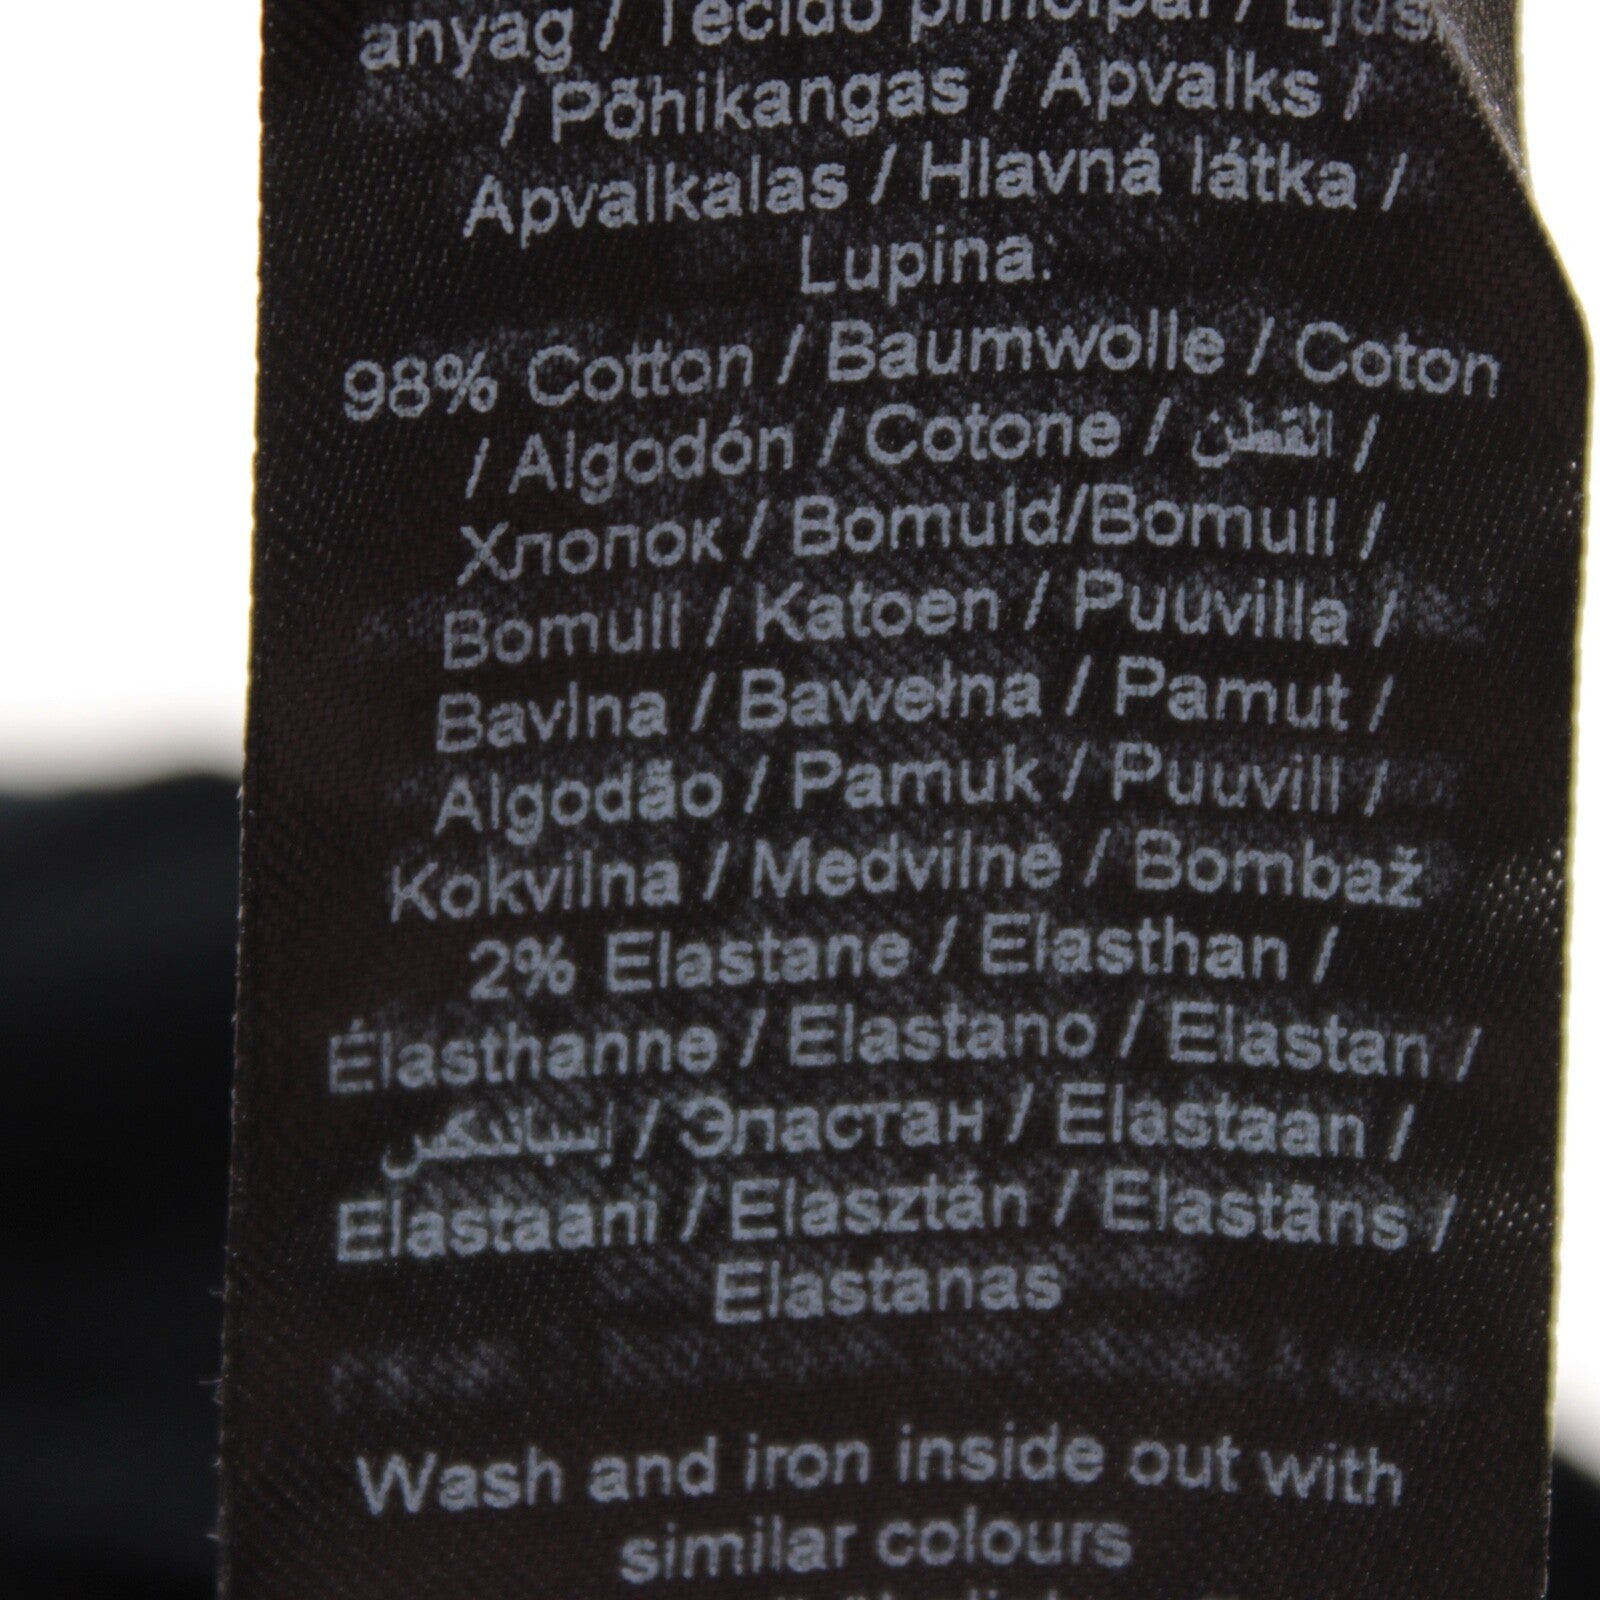 anyag / Tecido principal / Ljus
/ Põhikangas / Apvalks /
Apvalkalas / Hlavná látka /
Lupina:
98% Cotton / Baumwolle / Coton
/ Algodón / Cotone / القطن /
Хлопок / Bomuld/Bomull /
Bomull / Katoen / Puuvilla /
Bavlna / Bawełna / Pamut /
Algodão / Pamuk / Puuvill /
Kokvilna / Medvilnė / Bombaž
2% Elastane / Elasthan /
Élasthanne / Elastano / Elastan /
إسباندكس / Эластан / Elastaan /
Elastaani / Elasztán / Elastāns /
Elastanas
Wash and iron inside out with
similar colours